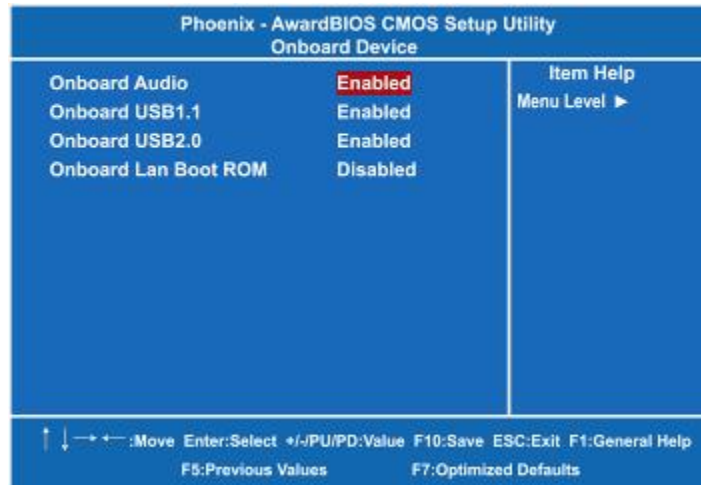 Phoenix - AwardBIOS CMOS Setup Utility
Onboard Device
Onboard Audio Enabled
Onboard USB1.1 Enabled
Onboard USB2.0 Enabled
Onboard Lan Boot ROM Disabled
Item Help
Menu Level ►
↑ ↓ → ← :Move Enter:Select +/-/PU/PD:Value F10:Save ESC:Exit F1:General Help
F5:Previous Values F7:Optimized Defaults